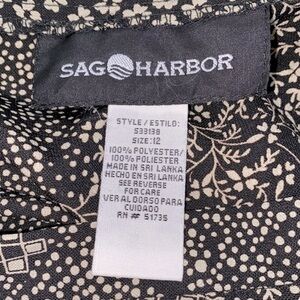 SAG HARBOR
STYLE / ESTILO:
S33138
SIZE: 12
100% POLYESTER/
100% POLIESTER
MADE IN SRI LANKA
HECHO EN SRI LANKA
SEE REVERSE
FOR CARE
VER AL DORSO PARA
CUIDADO
RN # 51735